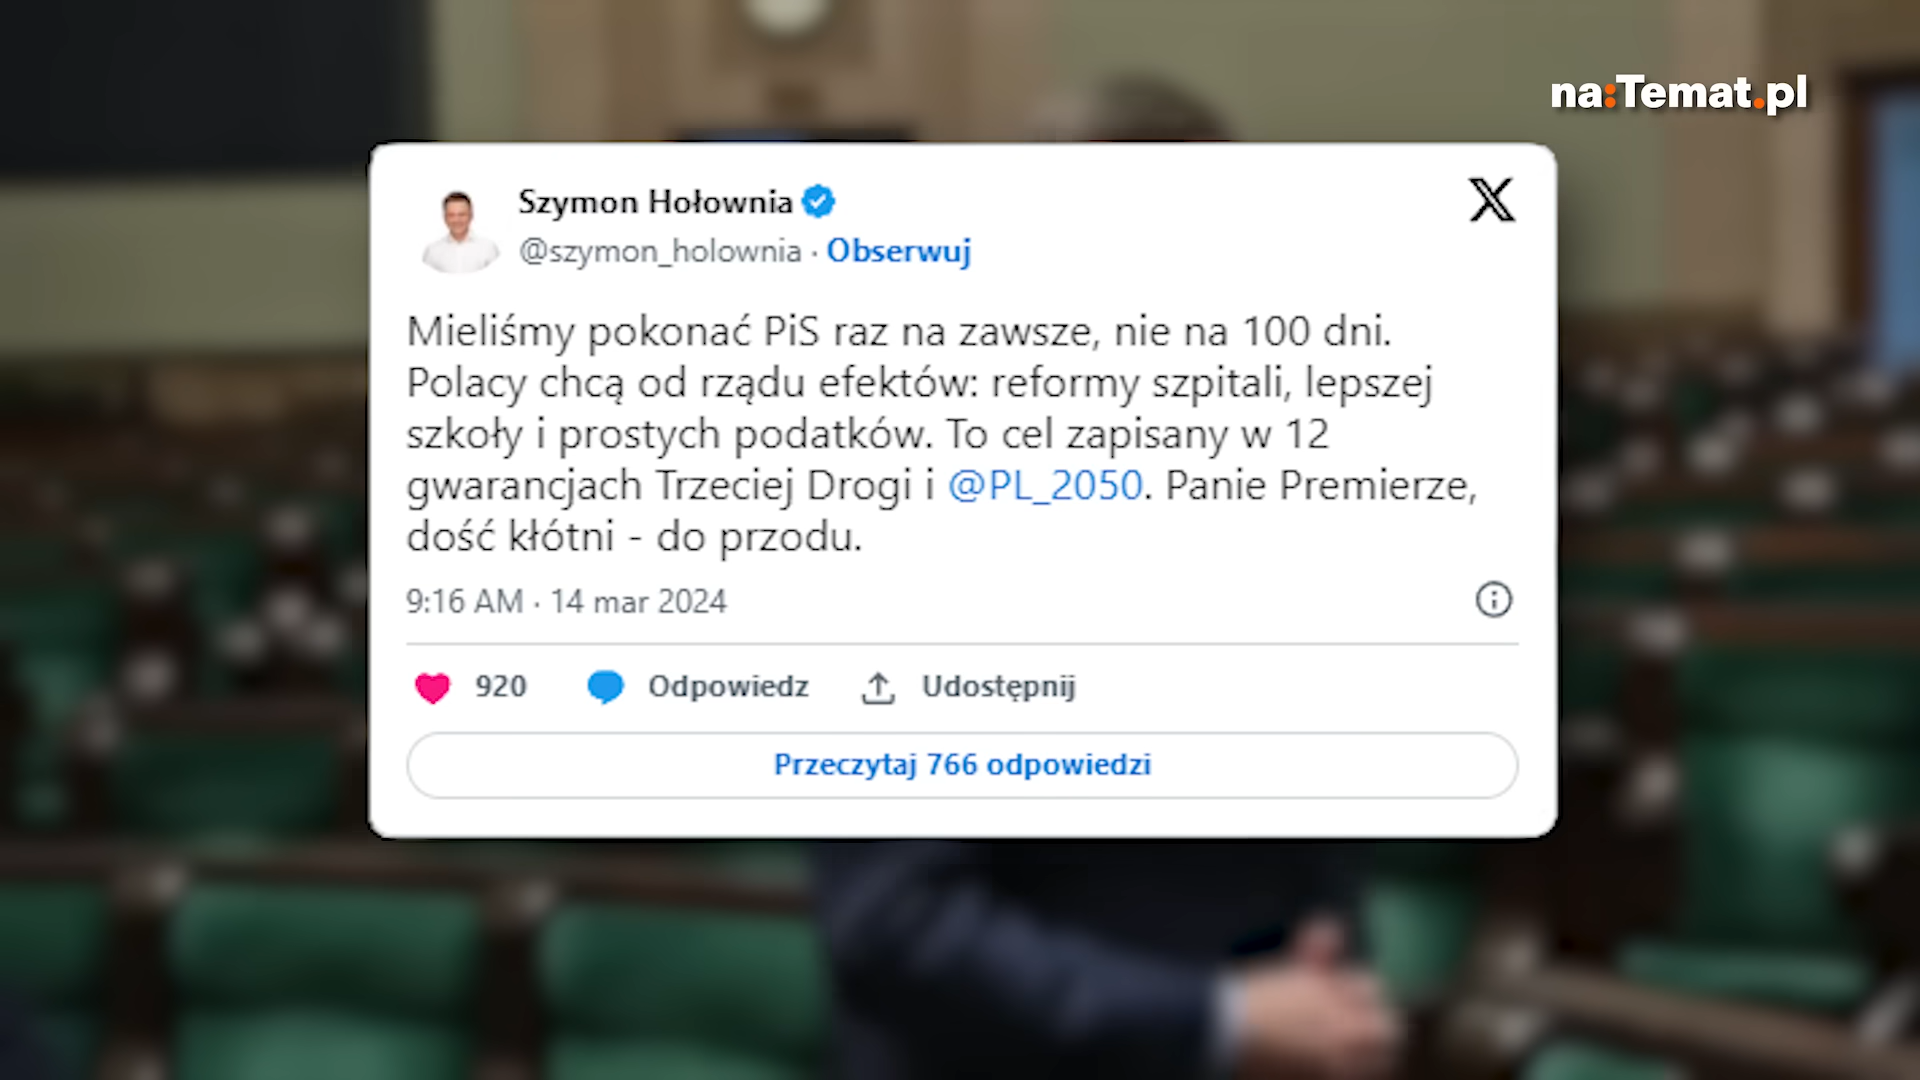 na:Temat.pl
Szymon Hołownia
X
@szymon_holownia · Obserwuj
Mieliśmy pokonać PiS raz na zawsze, nie na 100 dni.
Polacy chcą od rządu efektów: reformy szpitali, lepszej
szkoły i prostych podatków. To cel zapisany w 12
gwarancjach Trzeciej Drogi i @PL_2050. Panie Premierze,
dość kłótni - do przodu.
9:16 AM · 14 mar 2024
920 Odpowiedz Udostępnij
Przeczytaj 766 odpowiedzi